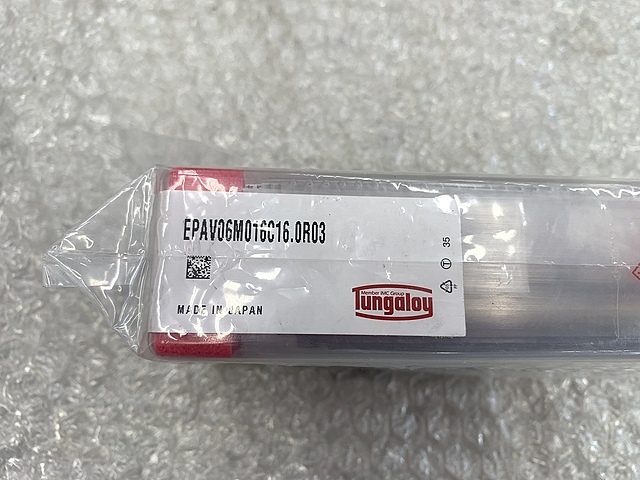 EPAV06M016C16.0R03
MADE IN JAPAN
Member IMC Group
Tungaloy
35